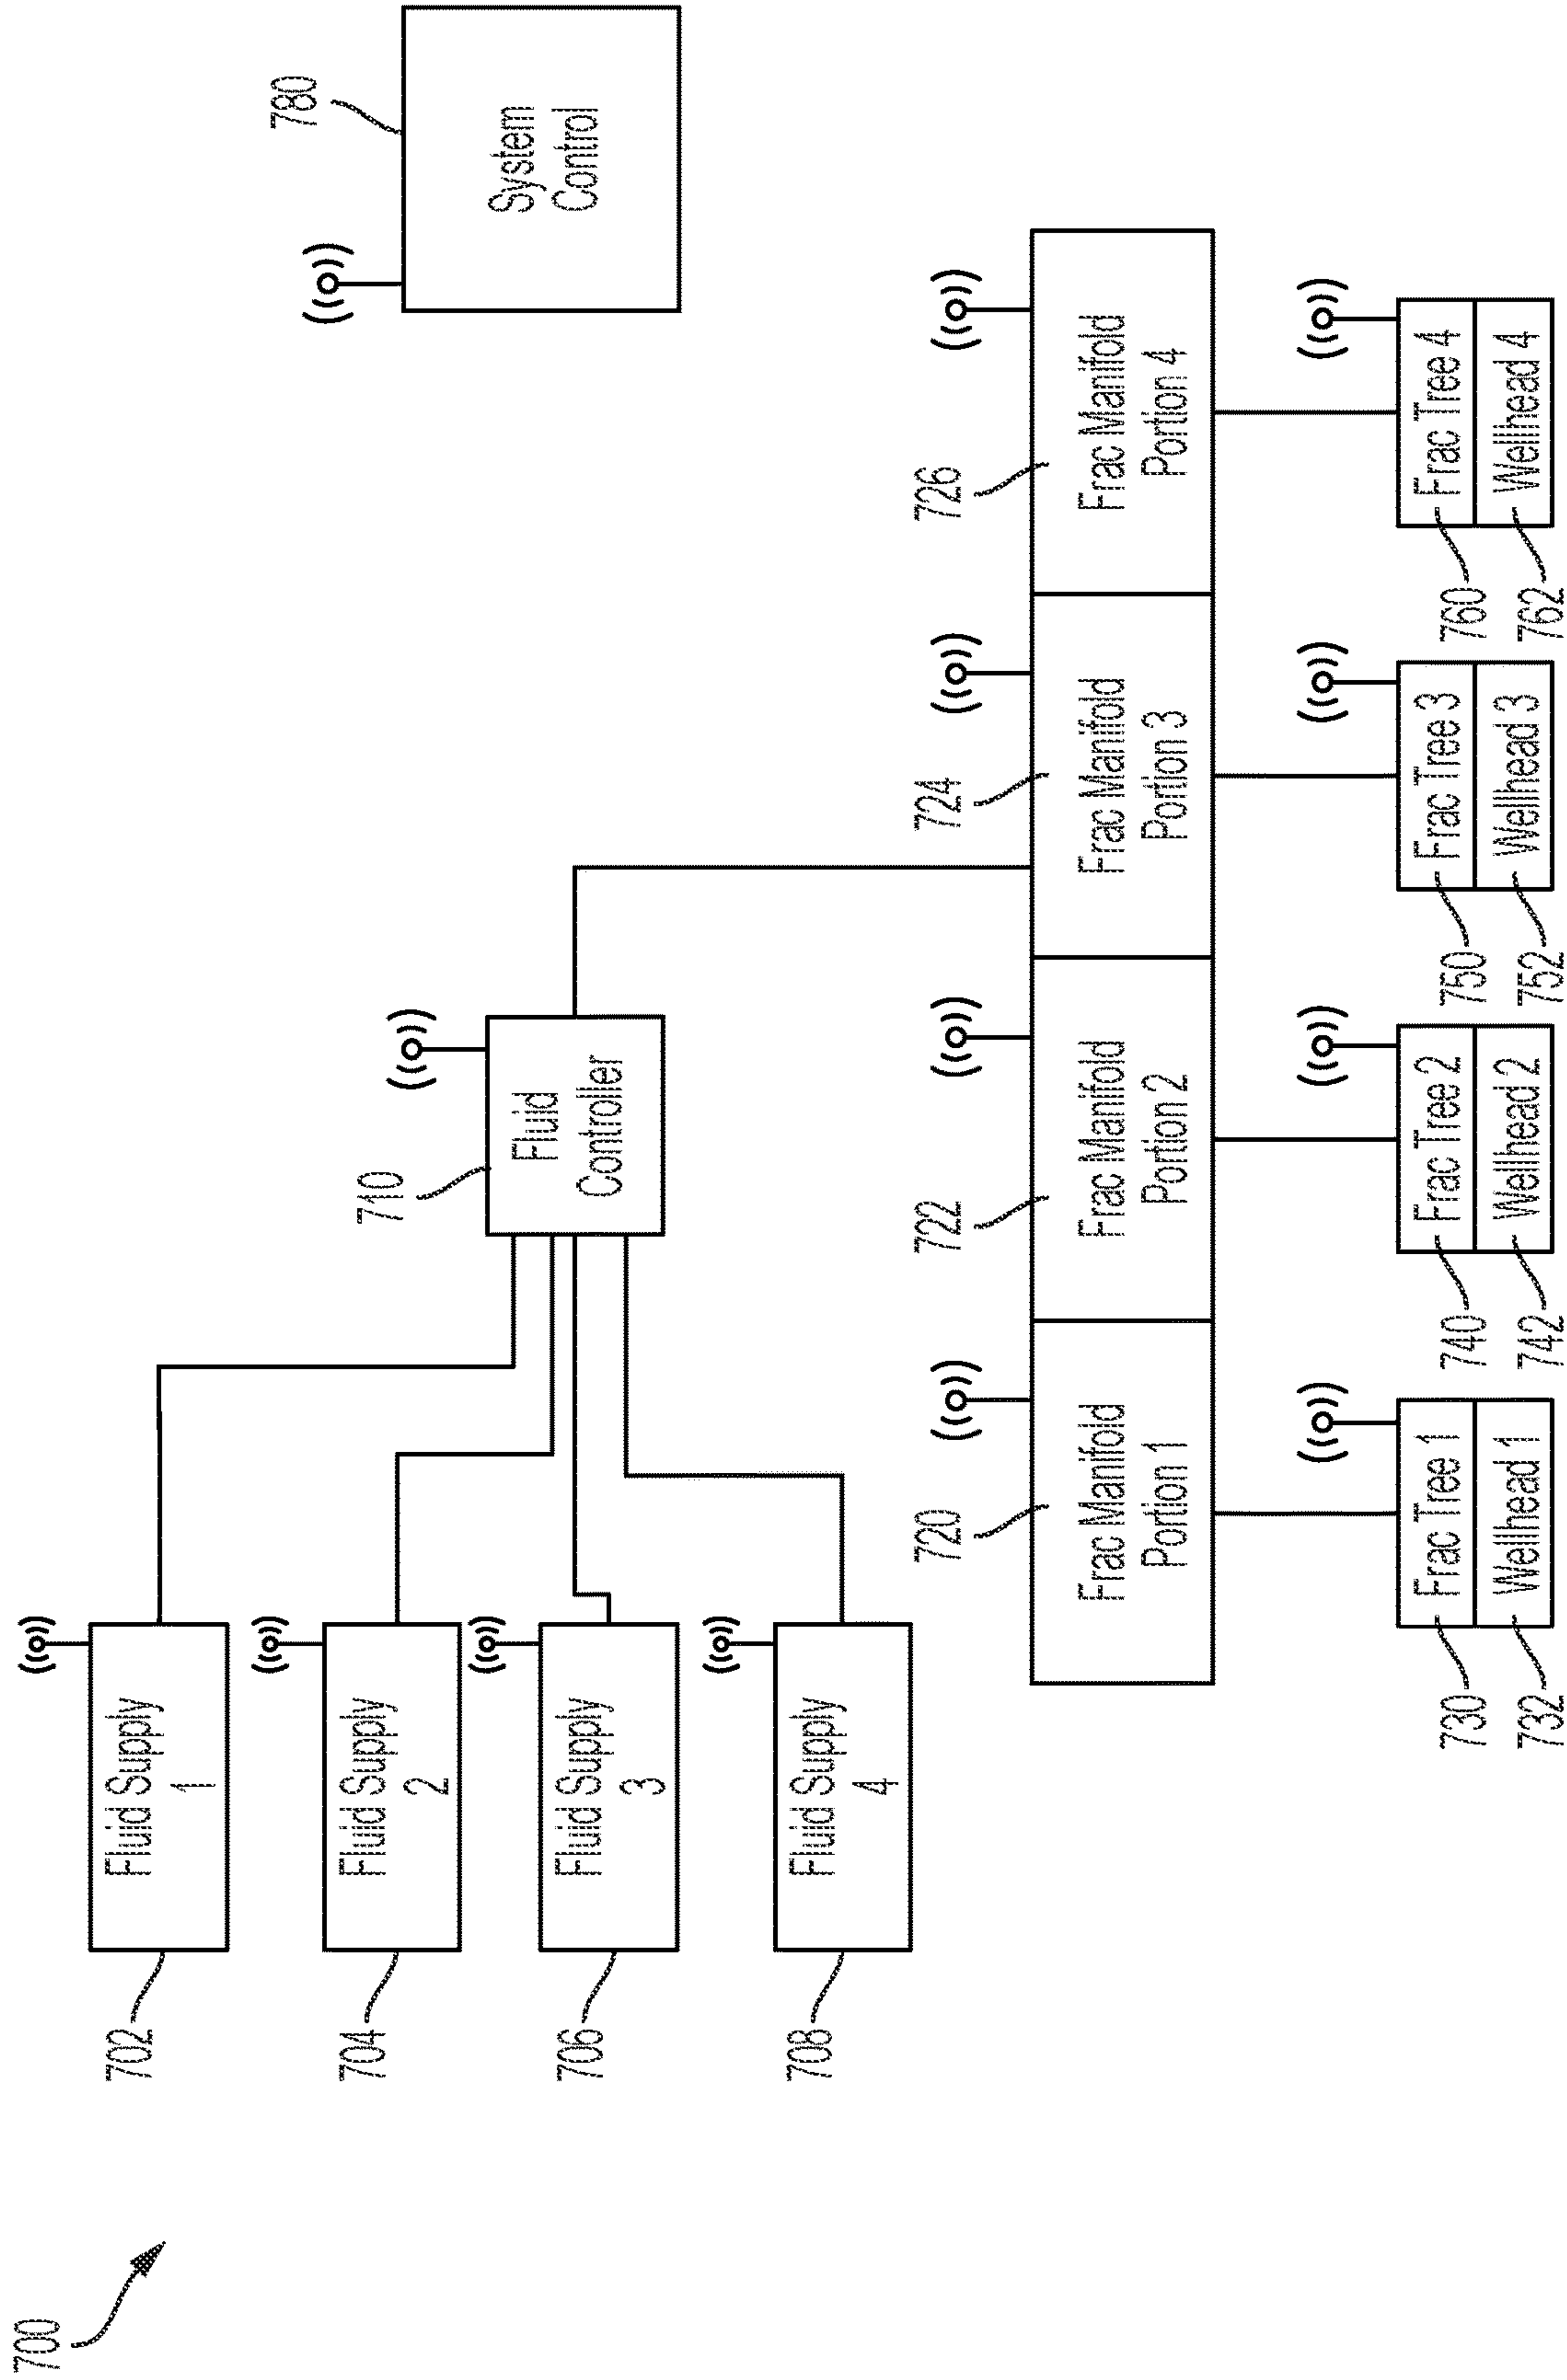 700
702
Fluid Supply
1
704
Fluid Supply
2
706
Fluid Supply
3
708
Fluid Supply
4
710
Fluid
Controller
780
System
Control
720
Frac Manifold
Portion 1
722
Frac Manifold
Portion 2
724
Frac Manifold
Portion 3
726
Frac Manifold
Portion 4
730
Frac Tree 1
732
Wellhead 1
740
Frac Tree 2
742
Wellhead 2
750
Frac Tree 3
752
Wellhead 3
760
Frac Tree 4
762
Wellhead 4